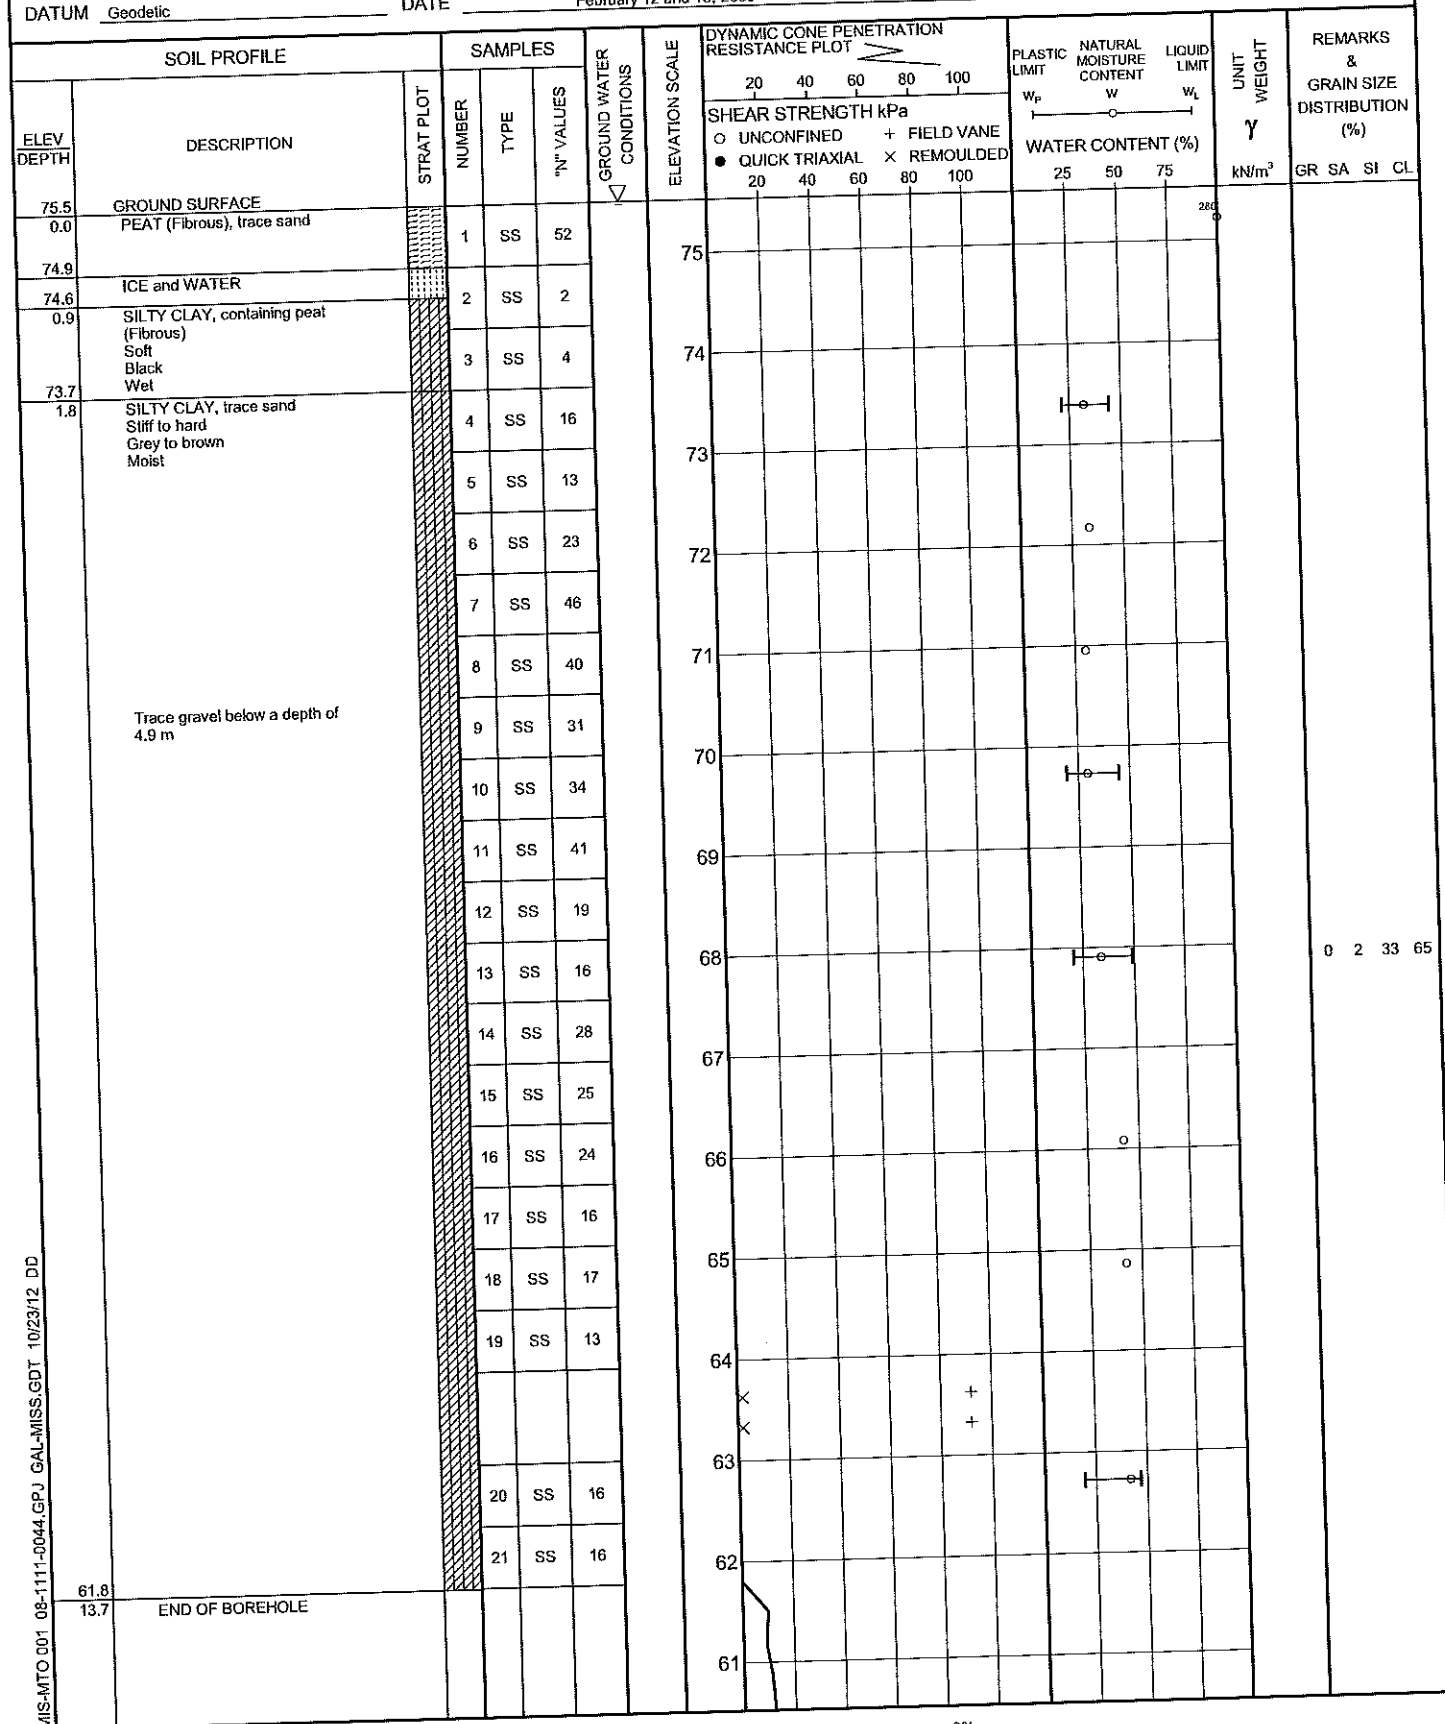 DATUM Geodetic DATE
SOIL PROFILE
SAMPLES
GROUND WATER CONDITIONS
ELEVATION SCALE
DYNAMIC CONE PENETRATION
RESISTANCE PLOT
20 40 60 80 100
SHEAR STRENGTH kPa
○ UNCONFINED + FIELD VANE
● QUICK TRIAXIAL × REMOULDED
20 40 60 80 100
PLASTIC LIMIT
NATURAL MOISTURE CONTENT
LIQUID LIMIT
WP W WL
WATER CONTENT (%)
25 50 75
UNIT WEIGHT
γ
kN/m³
REMARKS
&
GRAIN SIZE
DISTRIBUTION
(%)
GR SA SI CL
ELEV
DEPTH
DESCRIPTION
STRAT PLOT
NUMBER
TYPE
"N" VALUES
75.5 GROUND SURFACE
0.0 PEAT (Fibrous), trace sand
1 SS 52
280
75
74.9
ICE and WATER
74.6
2 SS 2
0.9 SILTY CLAY, containing peat
(Fibrous)
Soft
Black
Wet
3 SS 4
74
73.7
1.8 SILTY CLAY, trace sand
Stiff to hard
Grey to brown
Moist
4 SS 16
73
5 SS 13
6 SS 23
72
7 SS 46
8 SS 40
71
Trace gravel below a depth of
4.9 m
9 SS 31
70
10 SS 34
11 SS 41
69
12 SS 19
13 SS 16
68
0 2 33 65
14 SS 28
67
15 SS 25
16 SS 24
66
17 SS 16
65
18 SS 17
19 SS 13
64
63
20 SS 16
21 SS 16
62
61.8
13.7 END OF BOREHOLE
61
MIS-MTO 001 08-1111-0044.GPJ GAL-MISS.GDT 10/23/12 DD